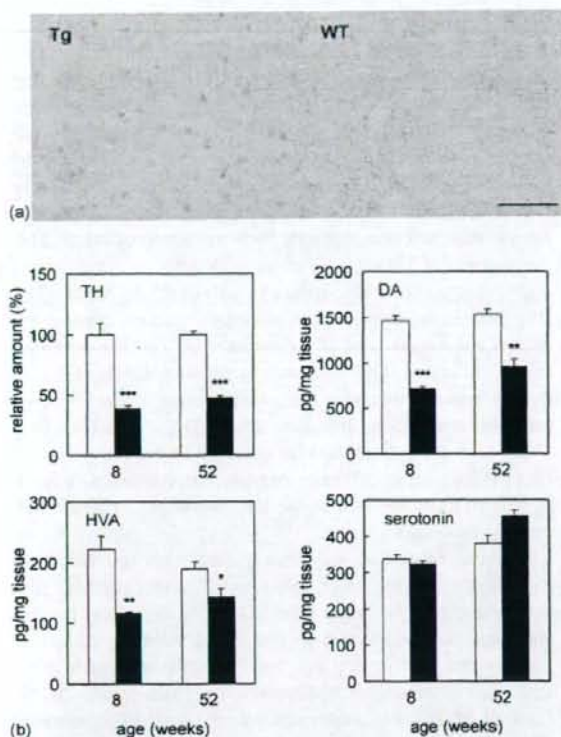 Tg WT
(a)
150
100
50
0
relative amount (%)
TH
****
***
8 52
1500
1000
500
0
pg/mg tissue
DA
***
**
8 52
300
200
100
0
pg/mg tissue
HVA
**
*
8 52
age (weeks)
500
400
300
200
100
0
pg/mg tissue
serotonin
8 52
age (weeks)
(b)